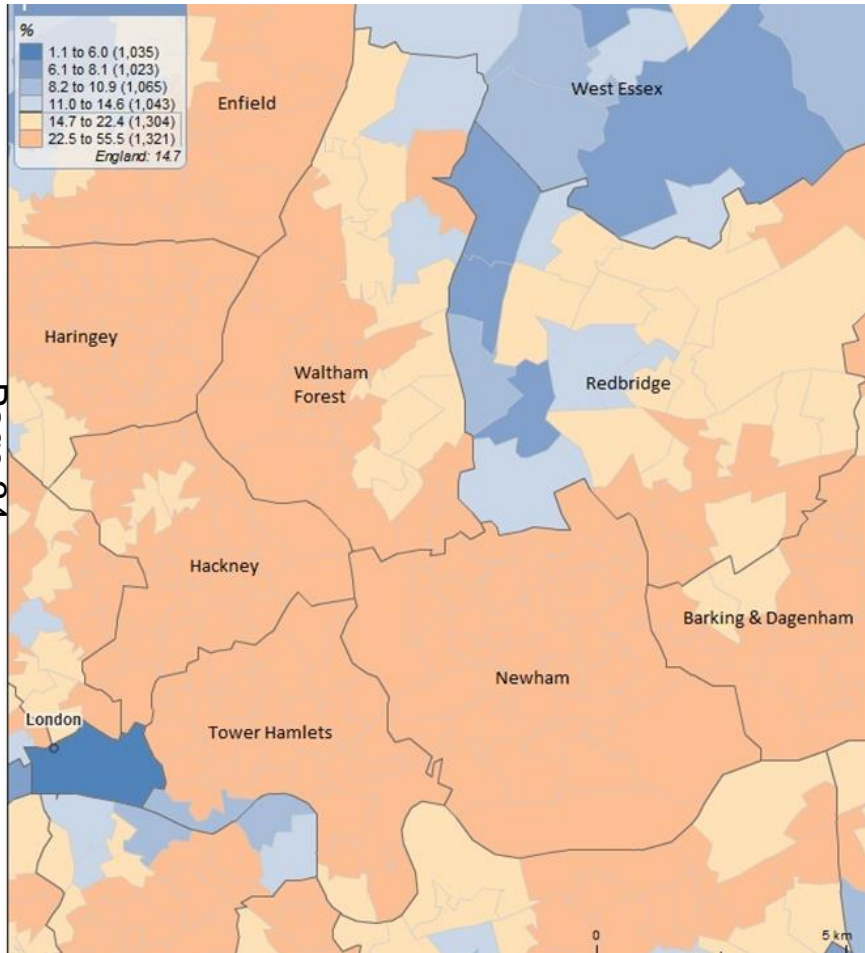 %
1.1 to 6.0 (1,035)
6.1 to 8.1 (1,023)
8.2 to 10.9 (1,065)
11.0 to 14.6 (1,043)
14.7 to 22.4 (1,304)
22.5 to 55.5 (1,321)
England: 14.7
Enfield
West Essex
Haringey
Waltham
Forest
Redbridge
Hackney
Barking & Dagenham
Newham
London
Tower Hamlets
0
5 km